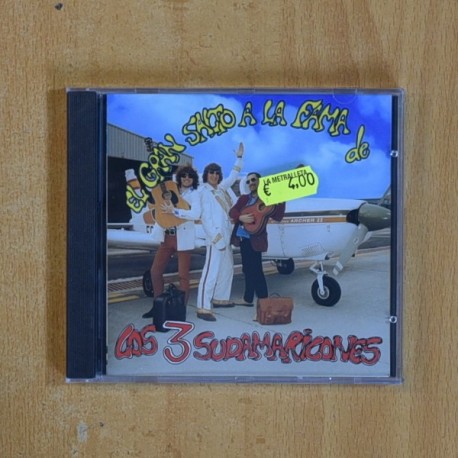 EL GRAN SALTO A LA FAMA de
LA METRALLETA
€ 4,00
LOS 3 SUDAMARICONES